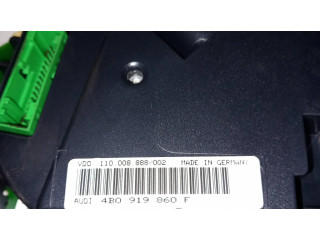 VDO 110.008.888/002 MADE IN GERMANY
AUDI 4B0 919 860 F